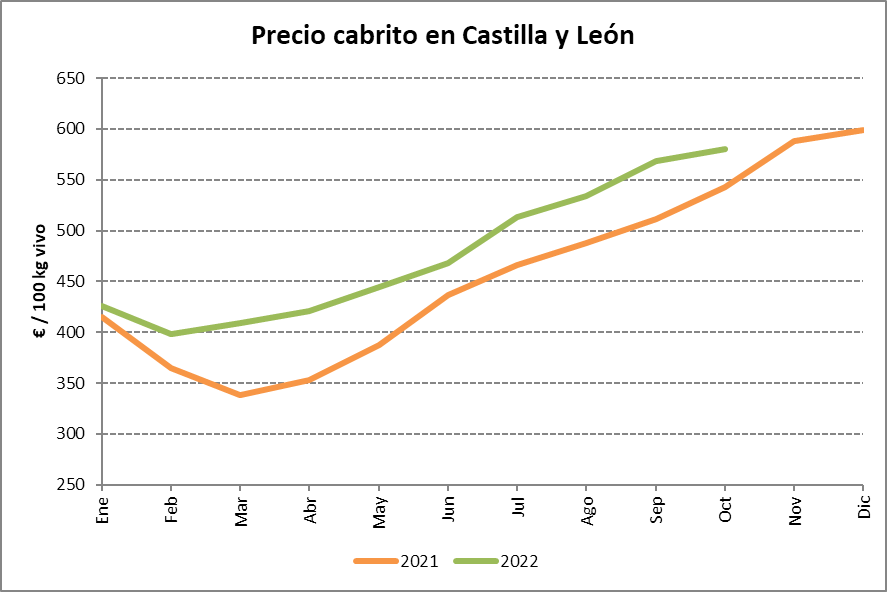 Precio cabrito en Castilla y León
€ / 100 kg vivo
650
600
550
500
450
400
350
300
250
Ene
Feb
Mar
Abr
May
Jun
Jul
Ago
Sep
Oct
Nov
Dic
2021
2022